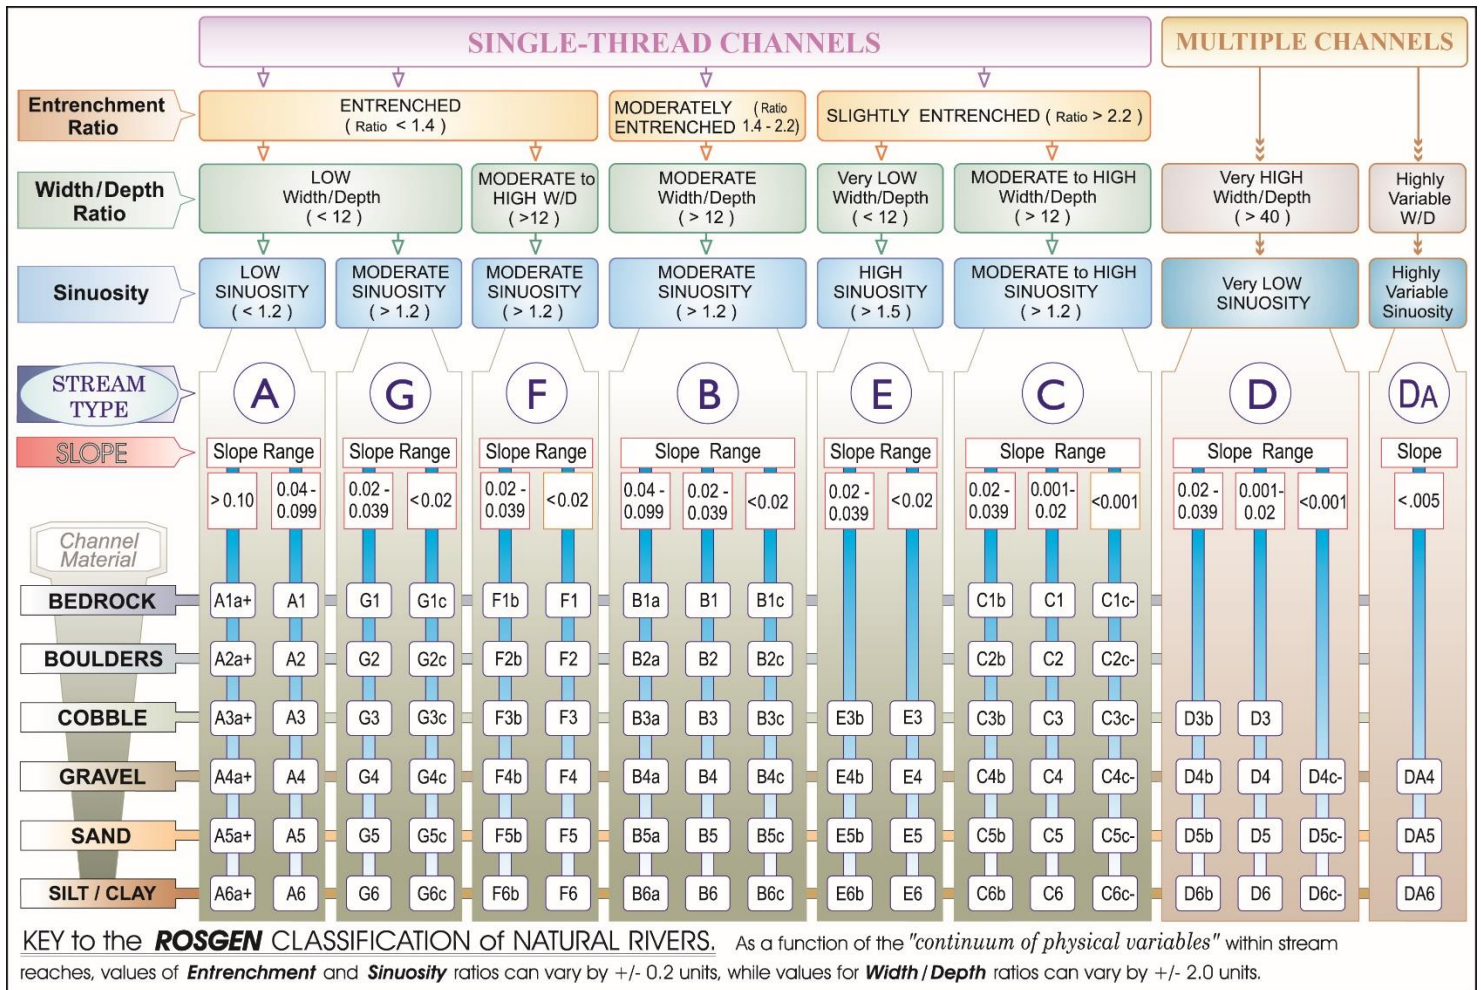 SINGLE-THREAD CHANNELS
MULTIPLE CHANNELS
Entrenchment
Ratio
ENTRENCHED
( Ratio < 1.4 )
MODERATELY ( Ratio
ENTRENCHED 1.4 - 2.2)
SLIGHTLY ENTRENCHED ( Ratio > 2.2 )
Width/Depth
Ratio
LOW
Width/Depth
( < 12 )
MODERATE to
HIGH W/D
( >12 )
MODERATE
Width/Depth
( > 12 )
Very LOW
Width/Depth
( <12 )
MODERATE to HIGH
Width/Depth
( > 12 )
Very HIGH
Width/Depth
( > 40 )
Highly
Variable
W/D
Sinuosity
LOW
SINUOSITY
( < 1.2 )
MODERATE
SINUOSITY
( > 1.2 )
MODERATE
SINUOSITY
( > 1.2 )
MODERATE
SINUOSITY
( > 1.2 )
HIGH
SINUOSITY
( > 1.5 )
MODERATE to HIGH
SINUOSITY
( > 1.2 )
Very LOW
SINUOSITY
Highly
Variable
Sinuosity
STREAM
TYPE
A G F B E C D DA
SLOPE
Slope Range Slope Range Slope Range Slope Range Slope Range Slope Range Slope Range Slope
> 0.10
0.04 -
0.099
0.02 -
0.039
<0.02
0.02 -
0.039
<0.02
0.04 -
0.099
0.02 -
0.039
<0.02
0.02 -
0.039
<0.02
0.02 -
0.039
0.001-
0.02
<0.001
0.02 -
0.039
0.001-
0.02
<0.001
<.005
Channel
Material
BEDROCK A1a+ A1 G1 G1c F1b F1 B1a B1 B1c C1b C1 C1c-
BOULDERS A2a+ A2 G2 G2c F2b F2 B2a B2 B2c C2b C2 C2c-
COBBLE A3a+ A3 G3 G3c F3b F3 B3a B3 B3c E3b E3 C3b C3 C3c- D3b D3
GRAVEL A4a+ A4 G4 G4c F4b F4 B4a B4 B4c E4b E4 C4b C4 C4c- D4b D4 D4c- DA4
SAND A5a+ A5 G5 G5c F5b F5 B5a B5 B5c E5b E5 C5b C5 C5c- D5b D5 D5c- DA5
SILT / CLAY A6a+ A6 G6 G6c F6b F6 B6a B6 B6c E6b E6 C6b C6 C6c- D6b D6 D6c- DA6
KEY to the ROSGEN CLASSIFICATION of NATURAL RIVERS. As a function of the "continuum of physical variables" within stream
reaches, values of Entrenchment and Sinuosity ratios can vary by +/- 0.2 units, while values for Width / Depth ratios can vary by +/- 2.0 units.